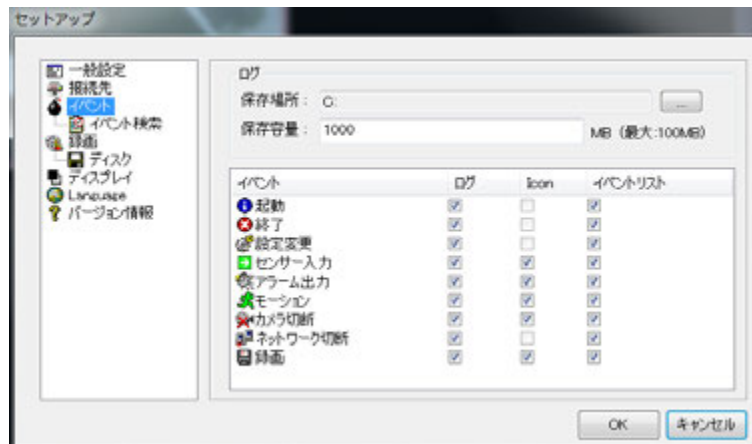 セットアップ
一般設定
接続先
イベント
イベント検索
録画
ディスク
ディスプレイ
Language
バージョン情報
ログ
保存場所： C:
...
保存容量： 1000 MB (最大:100MB)
イベント ログ Icon イベントリスト
起動
終了
設定変更
センサー入力
アラーム出力
モーション
カメラ切断
ネットワーク切断
録画
OK キャンセル